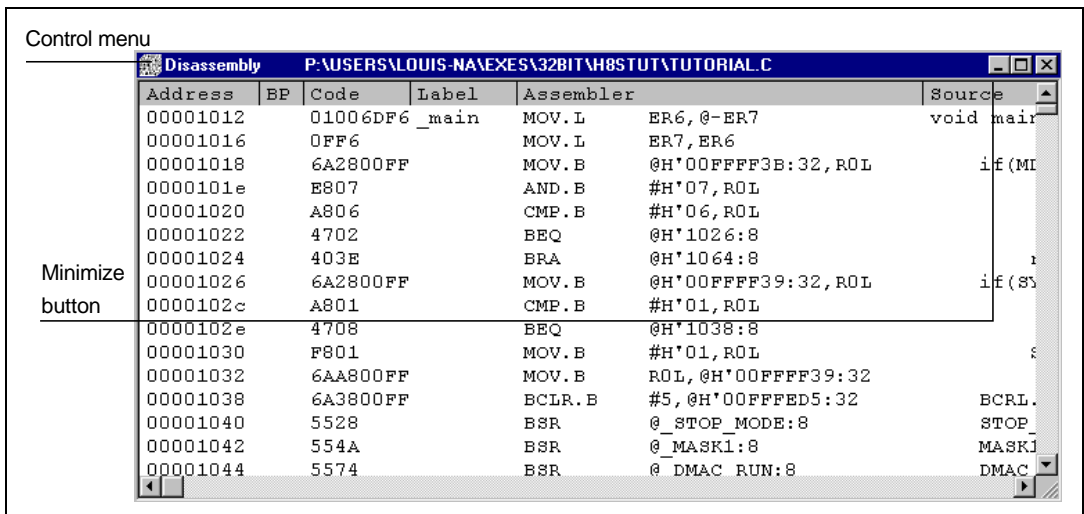 Control menu
Disassembly P:\USERS\LOUIS-NA\EXES\32BIT\H8STUT\TUTORIAL.C
Address BP Code Label Assembler Source
00001012 01006DF6 _main MOV.L ER6,@-ER7 void main
00001016 0FF6 MOV.L ER7,ER6
00001018 6A2800FF MOV.B @H'00FFFF3B:32,R0L if(MD
0000101e E807 AND.B #H'07,R0L
00001020 A806 CMP.B #H'06,R0L
00001022 4702 BEQ @H'1026:8
00001024 403E BRA @H'1064:8
Minimize
00001026 6A2800FF MOV.B @H'00FFFF39:32,R0L if(SY
button
0000102c A801 CMP.B #H'01,R0L
0000102e 4708 BEQ @H'1038:8
00001030 F801 MOV.B #H'01,R0L
00001032 6AA800FF MOV.B R0L,@H'00FFFF39:32
00001038 6A3800FF BCLR.B #5,@H'00FFFED5:32 BCRL.
00001040 5528 BSR @_STOP_MODE:8 STOP_
00001042 554A BSR @_MASK1:8 MASK1
00001044 5574 BSR @_DMAC_RUN:8 DMAC_